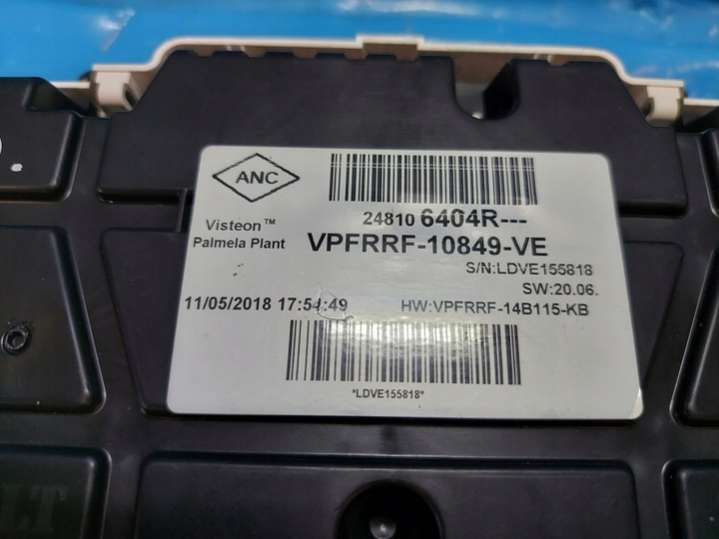 ANC
Visteon™
Palmela Plant
24810 6404R---
VPFRRF-10849-VE
S/N:LDVE155818
SW:20.06.
11/05/2018 17:54:49
HW:VPFRRF-14B115-KB
*LDVE155818*
LT